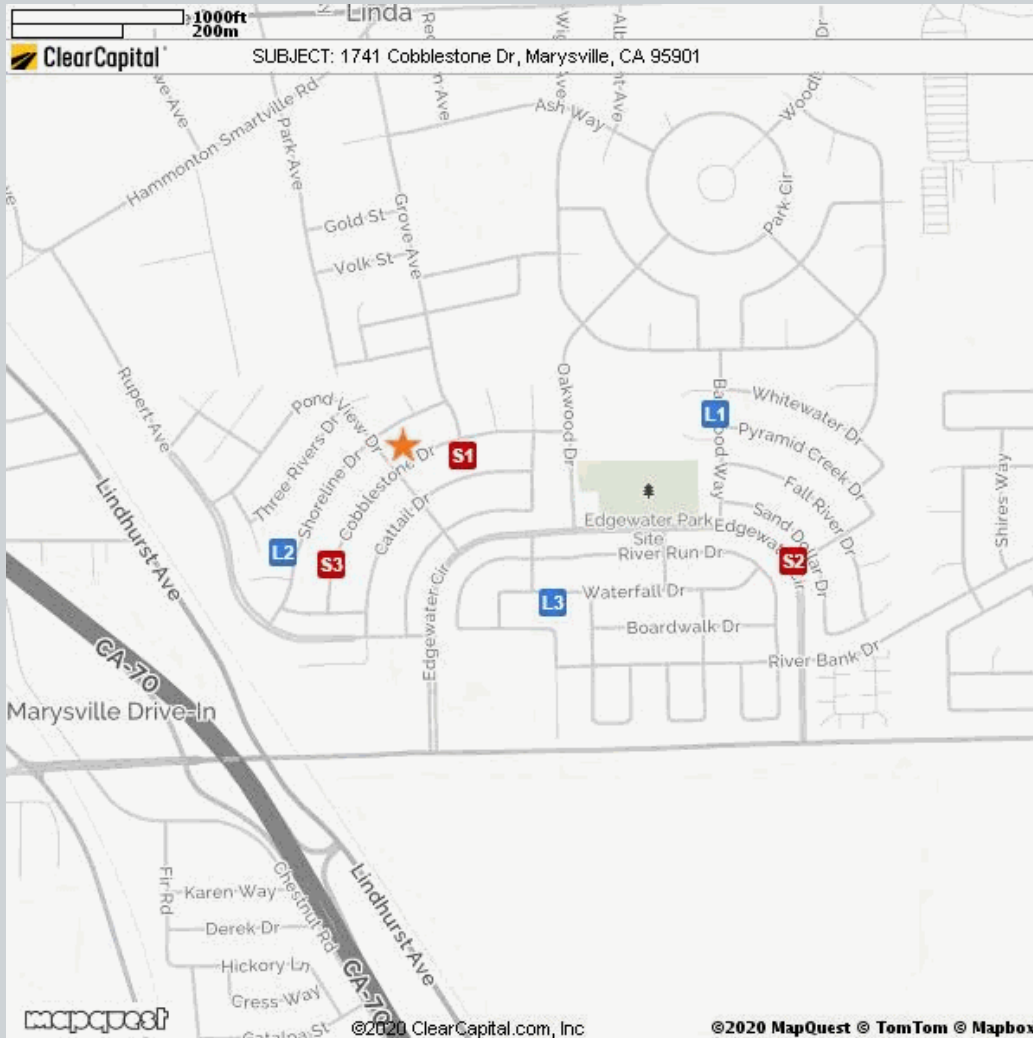 1000ft
200m
Linda
ClearCapital
SUBJECT: 1741 Cobblestone Dr, Marysville, CA 95901
we-Ave
Hammonton Smartville Rd
Park-Ave
Ash Way
Woodl
Gold St
Grove-Ave
Park Cir
Volk St
Rupert-Ave
Pond-View-Dr
Oakwood Dr
L1
Whitewater Dr
Pyramid Creek Dr
Three Rivers Dr
Shoreline Dr
Cobblestone Dr
S1
Cattail Dr
Fall River Dr
Sand Dollar Dr
Shires Way
Lindhurst-Ave
Edgewater Park
Site
L2
S3
River Run Dr
S2
Edgewater Cir
L3
Waterfall Dr
Boardwalk Dr
River Bank Dr
CA-70
Marysville Drive-In
Fir Rd
Karen Way
Chestnut Rd
Lindhurst-Ave
Derek Dr
Hickory Ln
Cress Way
CA-70
Catalpa St
mapquest
©2020 ClearCapital.com, Inc
©2020 MapQuest © TomTom © Mapbox